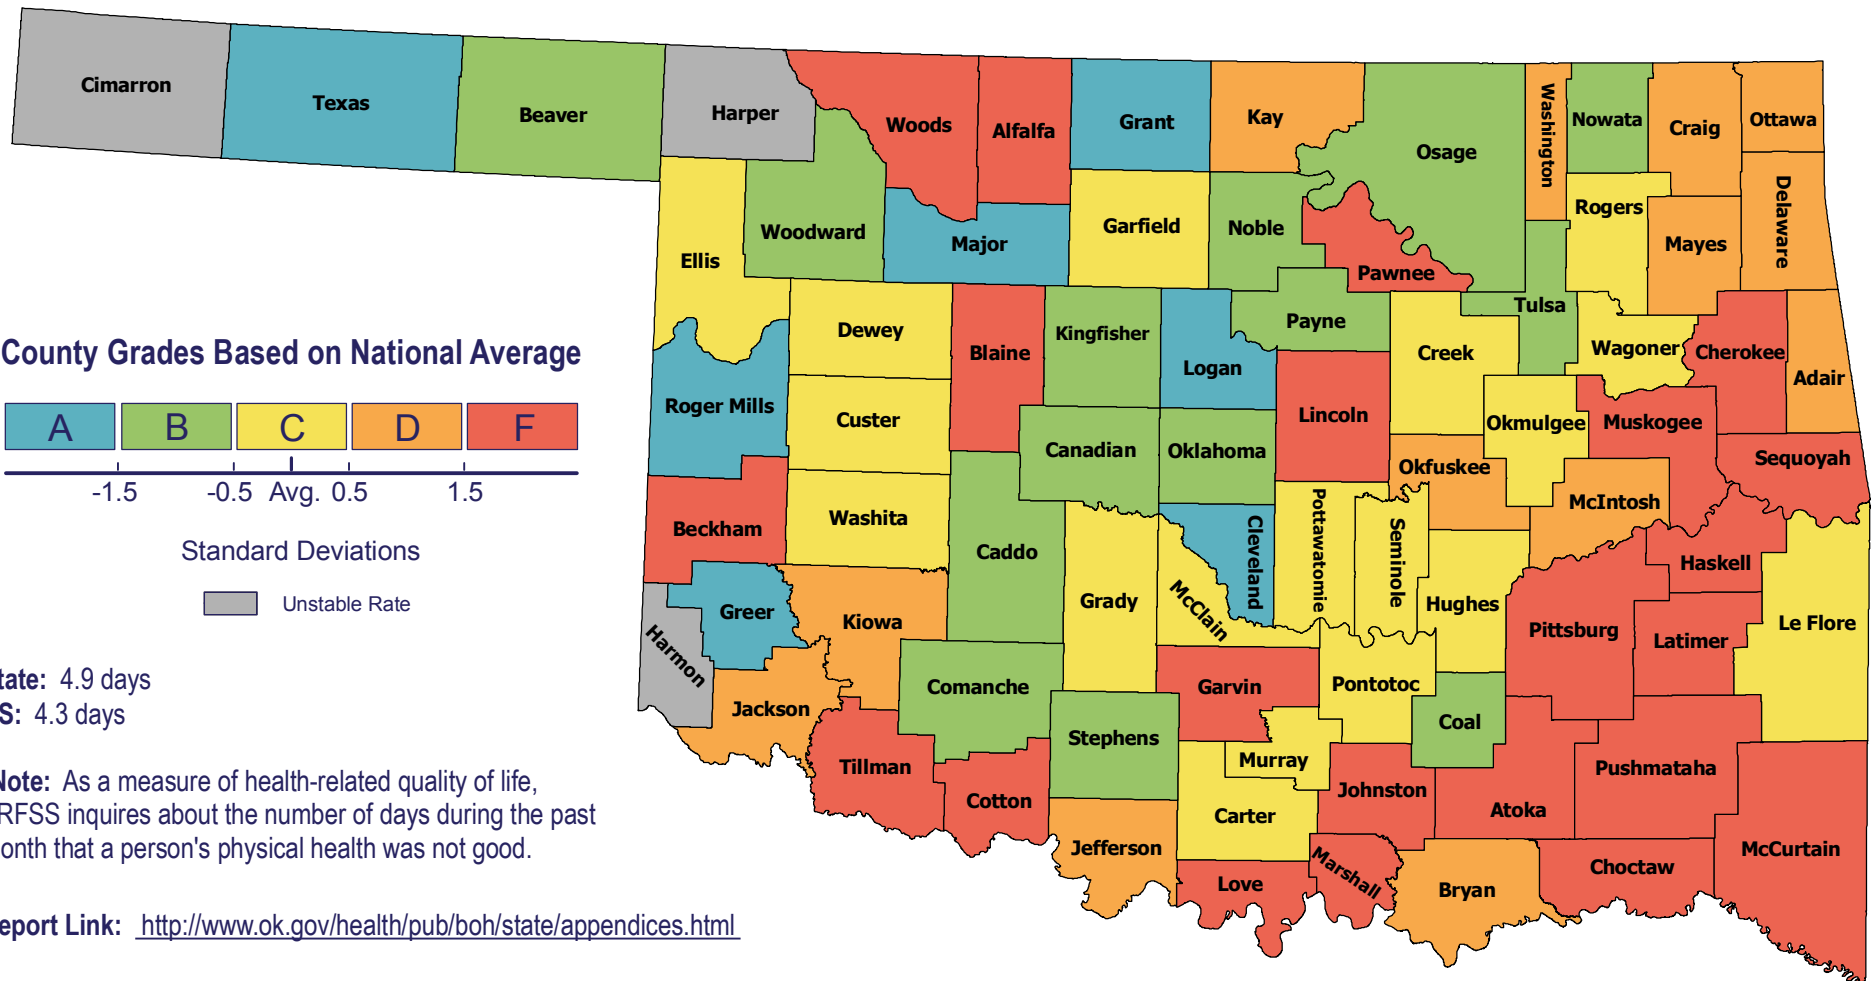 Cimarron
Texas
Beaver
Harper
Woods
Alfalfa
Grant
Kay
Osage
Washington
Nowata
Craig
Ottawa
Delaware
Ellis
Woodward
Major
Garfield
Noble
Pawnee
Rogers
Mayes
Tulsa
Dewey
Blaine
Kingfisher
Logan
Payne
Creek
Wagoner
Cherokee
Adair
County Grades Based on National Average
A B C D F
-1.5 -0.5 Avg. 0.5 1.5
Standard Deviations
Unstable Rate
Roger Mills
Custer
Canadian
Oklahoma
Lincoln
Okmulgee
Muskogee
Sequoyah
Okfuskee
McIntosh
Beckham
Washita
Caddo
Grady
McClain
Cleveland
Pottawatomie
Seminole
Hughes
Haskell
Pittsburg
Latimer
Le Flore
Harmon
Greer
Kiowa
Jackson
Comanche
Garvin
Pontotoc
Coal
Stephens
Tillman
Cotton
Murray
Carter
Johnston
Atoka
Pushmataha
Jefferson
Love
Marshall
Bryan
Choctaw
McCurtain
tate: 4.9 days
S: 4.3 days
Note: As a measure of health-related quality of life,
RFSS inquires about the number of days during the past
onth that a person's physical health was not good.
eport Link: http://www.ok.gov/health/pub/boh/state/appendices.html